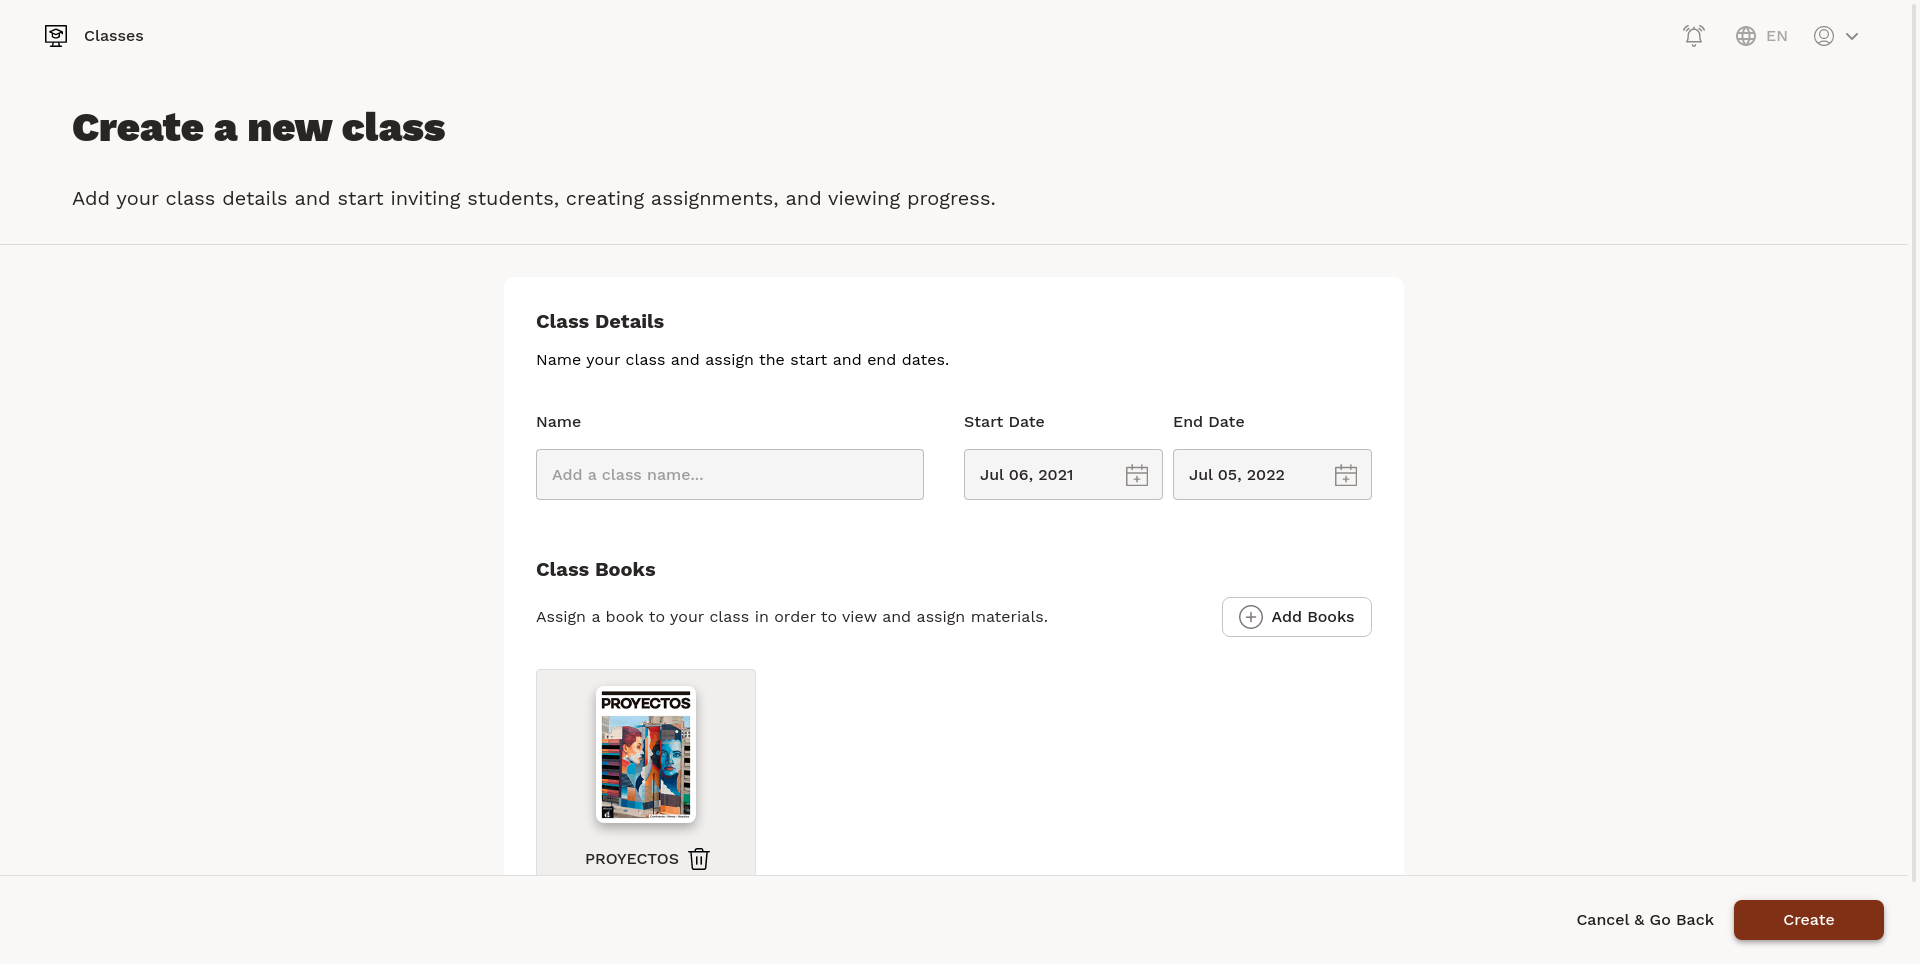 Classes
EN
Create a new class
Add your class details and start inviting students, creating assignments, and viewing progress.
Class Details
Name your class and assign the start and end dates.
Name
Start Date
End Date
Add a class name...
Jul 06, 2021
Jul 05, 2022
Class Books
Assign a book to your class in order to view and assign materials.
Add Books
PROYECTOS
PROYECTOS
Cancel & Go Back
Create